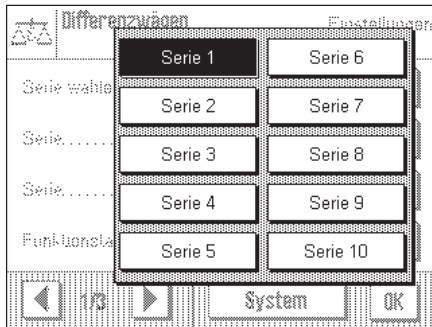 Differenzwägen
Einstellungen
Serie 1
Serie 6
Serie wähle
Serie 2
Serie 7
Serie......
Serie 3
Serie 8
Serie......
Serie 4
Serie 9
Funktionsta
Serie 5
Serie 10
1/3
System
OK